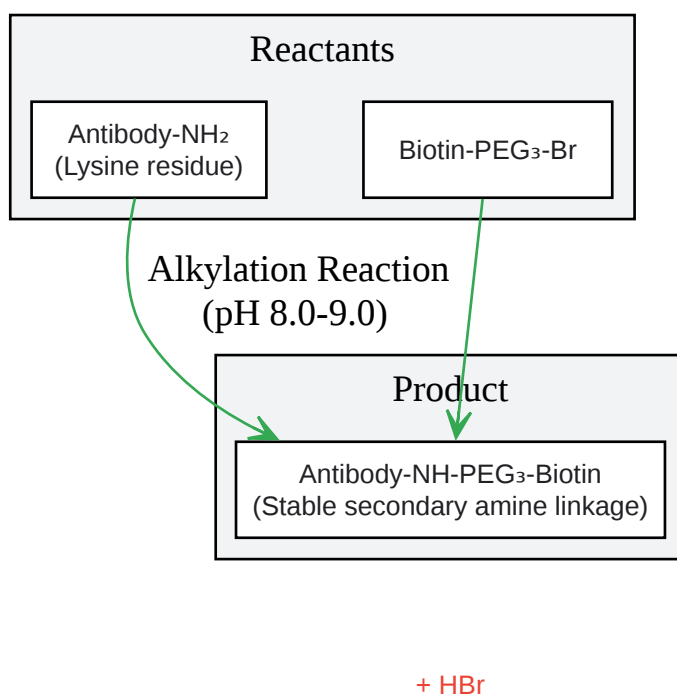 Reactants
Antibody-NH₂
(Lysine residue)
Biotin-PEG₃-Br
Alkylation Reaction
(pH 8.0-9.0)
Product
Antibody-NH-PEG₃-Biotin
(Stable secondary amine linkage)
+ HBr